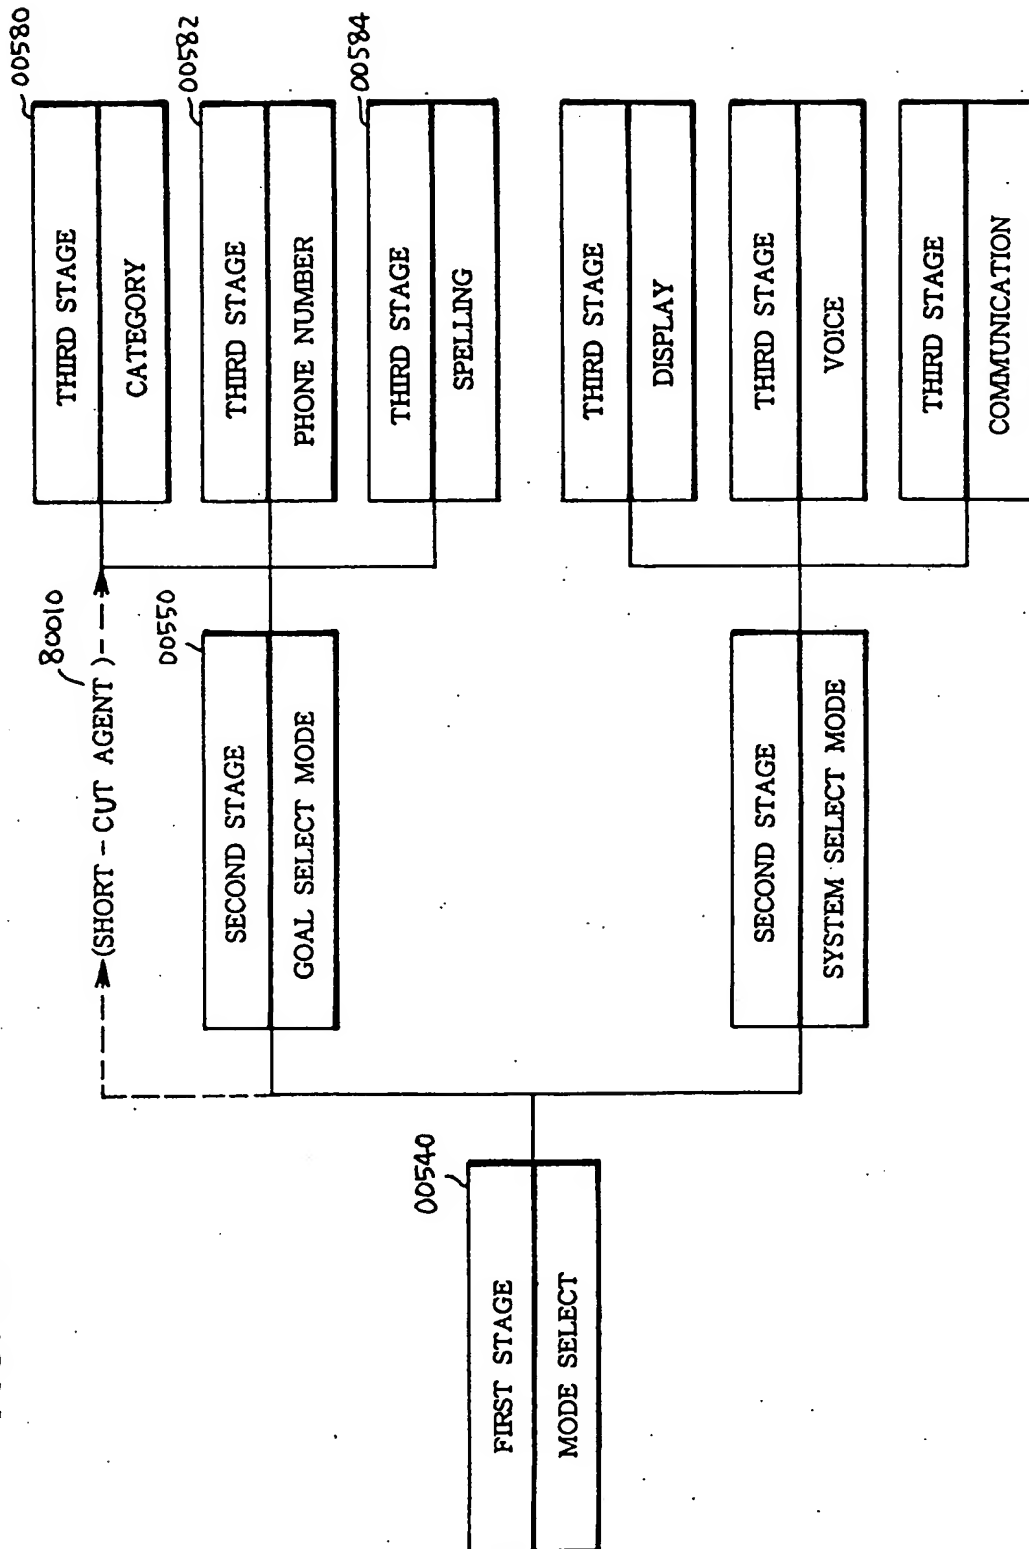 00540
FIRST STAGE
MODE SELECT
(SHORT-CUT AGENT)
80010
00550
SECOND STAGE
GOAL SELECT MODE
SECOND STAGE
SYSTEM SELECT MODE
00580
THIRD STAGE
CATEGORY
00582
THIRD STAGE
PHONE NUMBER
00584
THIRD STAGE
SPELLING
THIRD STAGE
DISPLAY
THIRD STAGE
VOICE
THIRD STAGE
COMMUNICATION